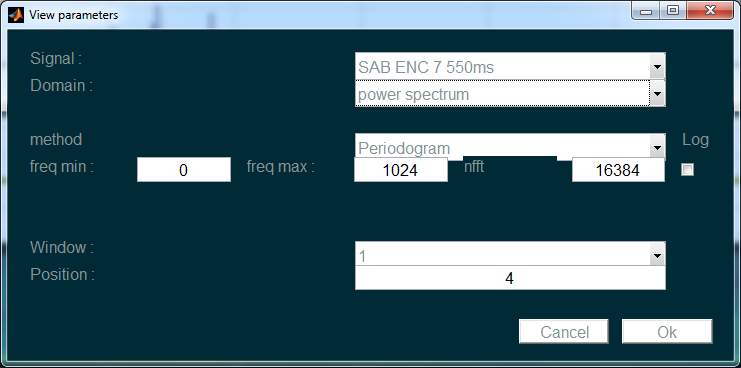 View parameters
Signal : SAB ENC 7 550ms
Domain : power spectrum
method Periodogram Log
freq min : 0 freq max : 1024 nfft 16384
Window : 1
Position : 4
Cancel Ok